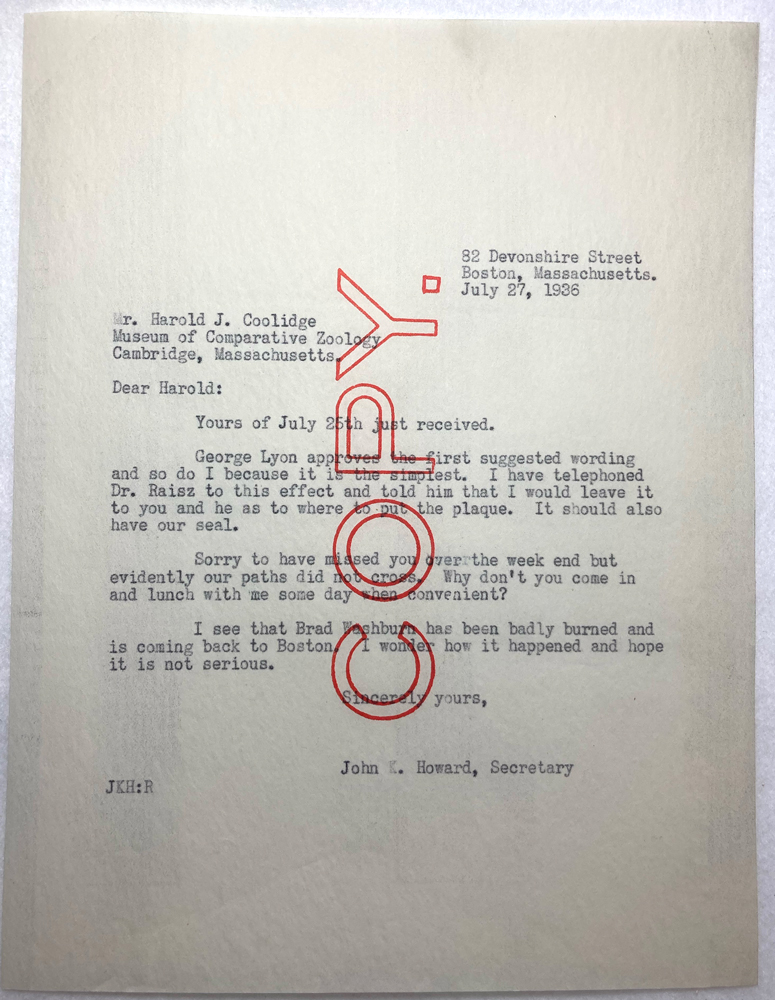 82 Devonshire Street
Boston, Massachusetts.
July 27, 1936
Mr. Harold J. Coolidge
Museum of Comparative Zoology
Cambridge, Massachusetts.
Dear Harold:
Yours of July 25th just received.
George Lyon approves the first suggested wording
and so do I because it is the simplest. I have telephoned
Dr. Raisz to this effect and told him that I would leave it
to you and he as to where to put the plaque. It should also
have our seal.
Sorry to have missed you over the week end but
evidently our paths did not cross. Why don't you come in
and lunch with me some day when convenient?
I see that Brad Washburn has been badly burned and
is coming back to Boston. I wonder how it happened and hope
it is not serious.
Sincerely yours,
John K. Howard, Secretary
JKH:R
COPY.